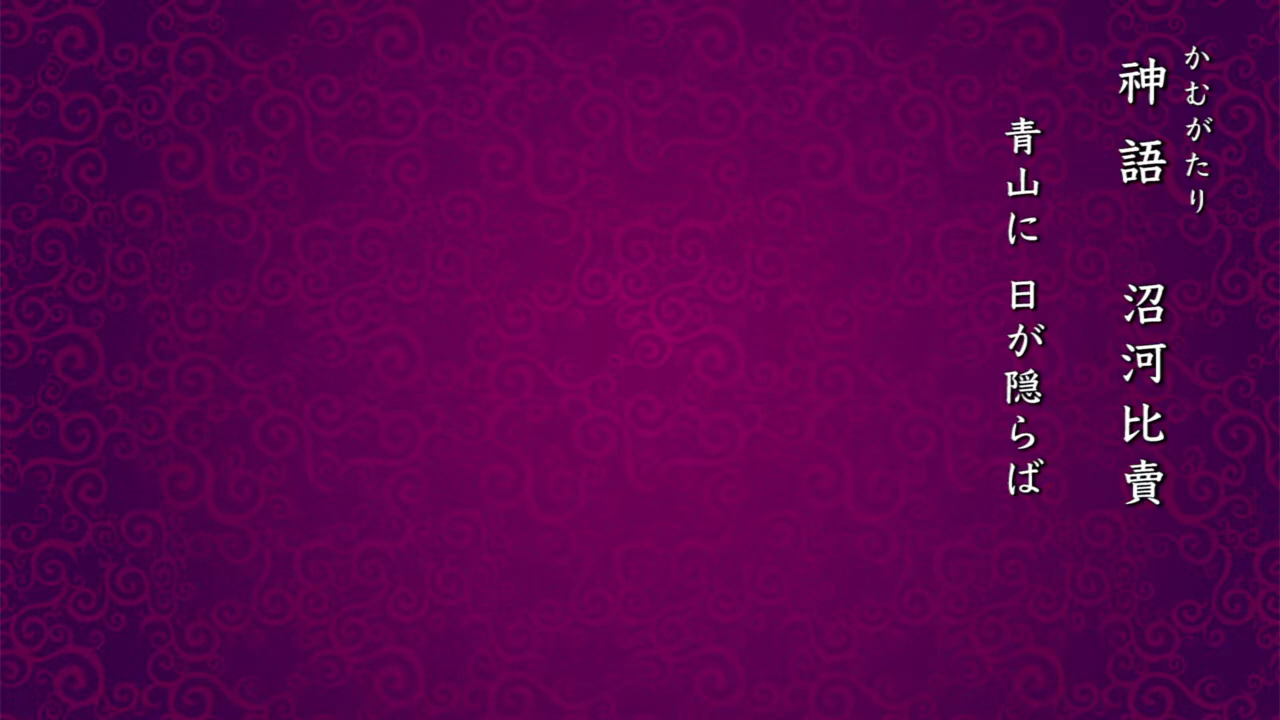 かむがたり
神語 沼河比賣
青山に 日が隠らば